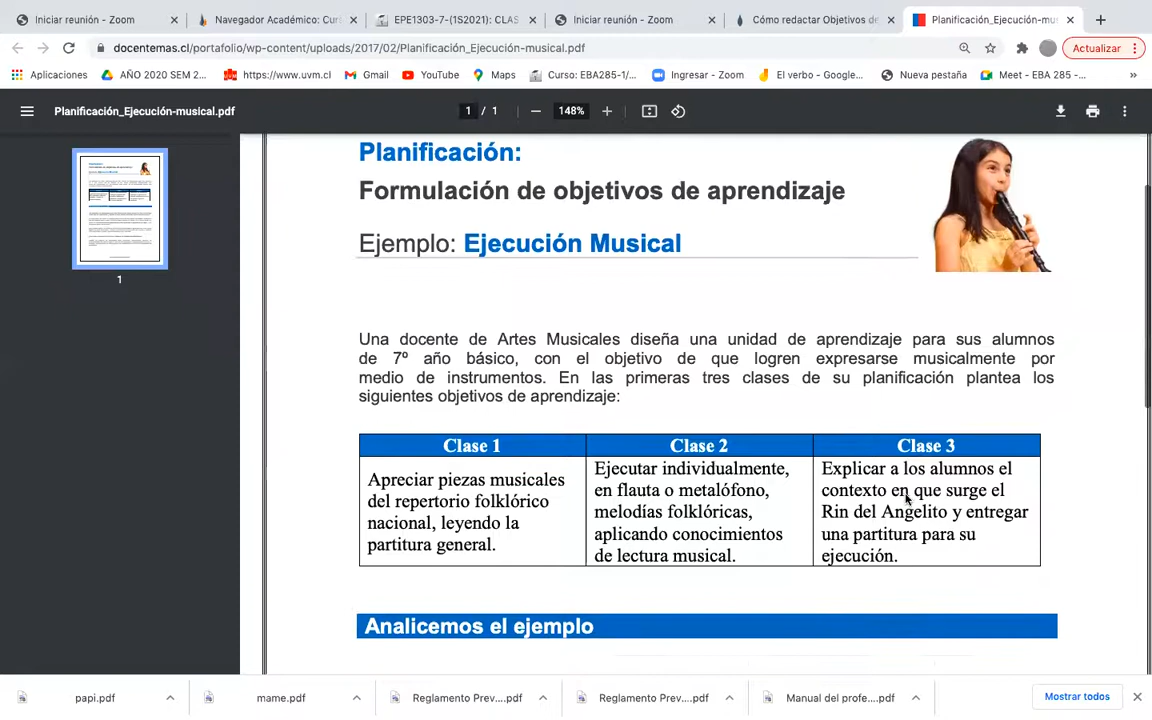 Iniciar reunión - Zoom
Navegador Académico: Curi
EPE1303-7-(1S2021): CLAS
Iniciar reunión - Zoom
Cómo redactar Objetivos de
Planificación_Ejecución-mus
docentemas.cl/portafolio/wp-content/uploads/2017/02/Planificación_Ejecución-musical.pdf
Actualizar
Aplicaciones
AÑO 2020 SEM 2...
https://www.uvm.cl
Gmail
YouTube
Maps
Curso: EBA285-1/...
Ingresar - Zoom
El verbo - Google...
Nueva pestaña
Meet - EBA 285 -...
Planificación_Ejecución-musical.pdf
1 / 1
148%
1
Planificación:
Formulación de objetivos de aprendizaje
Ejemplo: Ejecución Musical
Una docente de Artes Musicales diseña una unidad de aprendizaje para sus alumnos
de 7º año básico, con el objetivo de que logren expresarse musicalmente por
medio de instrumentos. En las primeras tres clases de su planificación plantea los
siguientes objetivos de aprendizaje:
Clase 1
Apreciar piezas musicales
del repertorio folklórico
nacional, leyendo la
partitura general.
Clase 2
Ejecutar individualmente,
en flauta o metalófono,
melodías folklóricas,
aplicando conocimientos
de lectura musical.
Clase 3
Explicar a los alumnos el
contexto en que surge el
Rin del Angelito y entregar
una partitura para su
ejecución.
Analicemos el ejemplo
papi.pdf
mame.pdf
Reglamento Prev....pdf
Reglamento Prev....pdf
Manual del profe....pdf
Mostrar todos